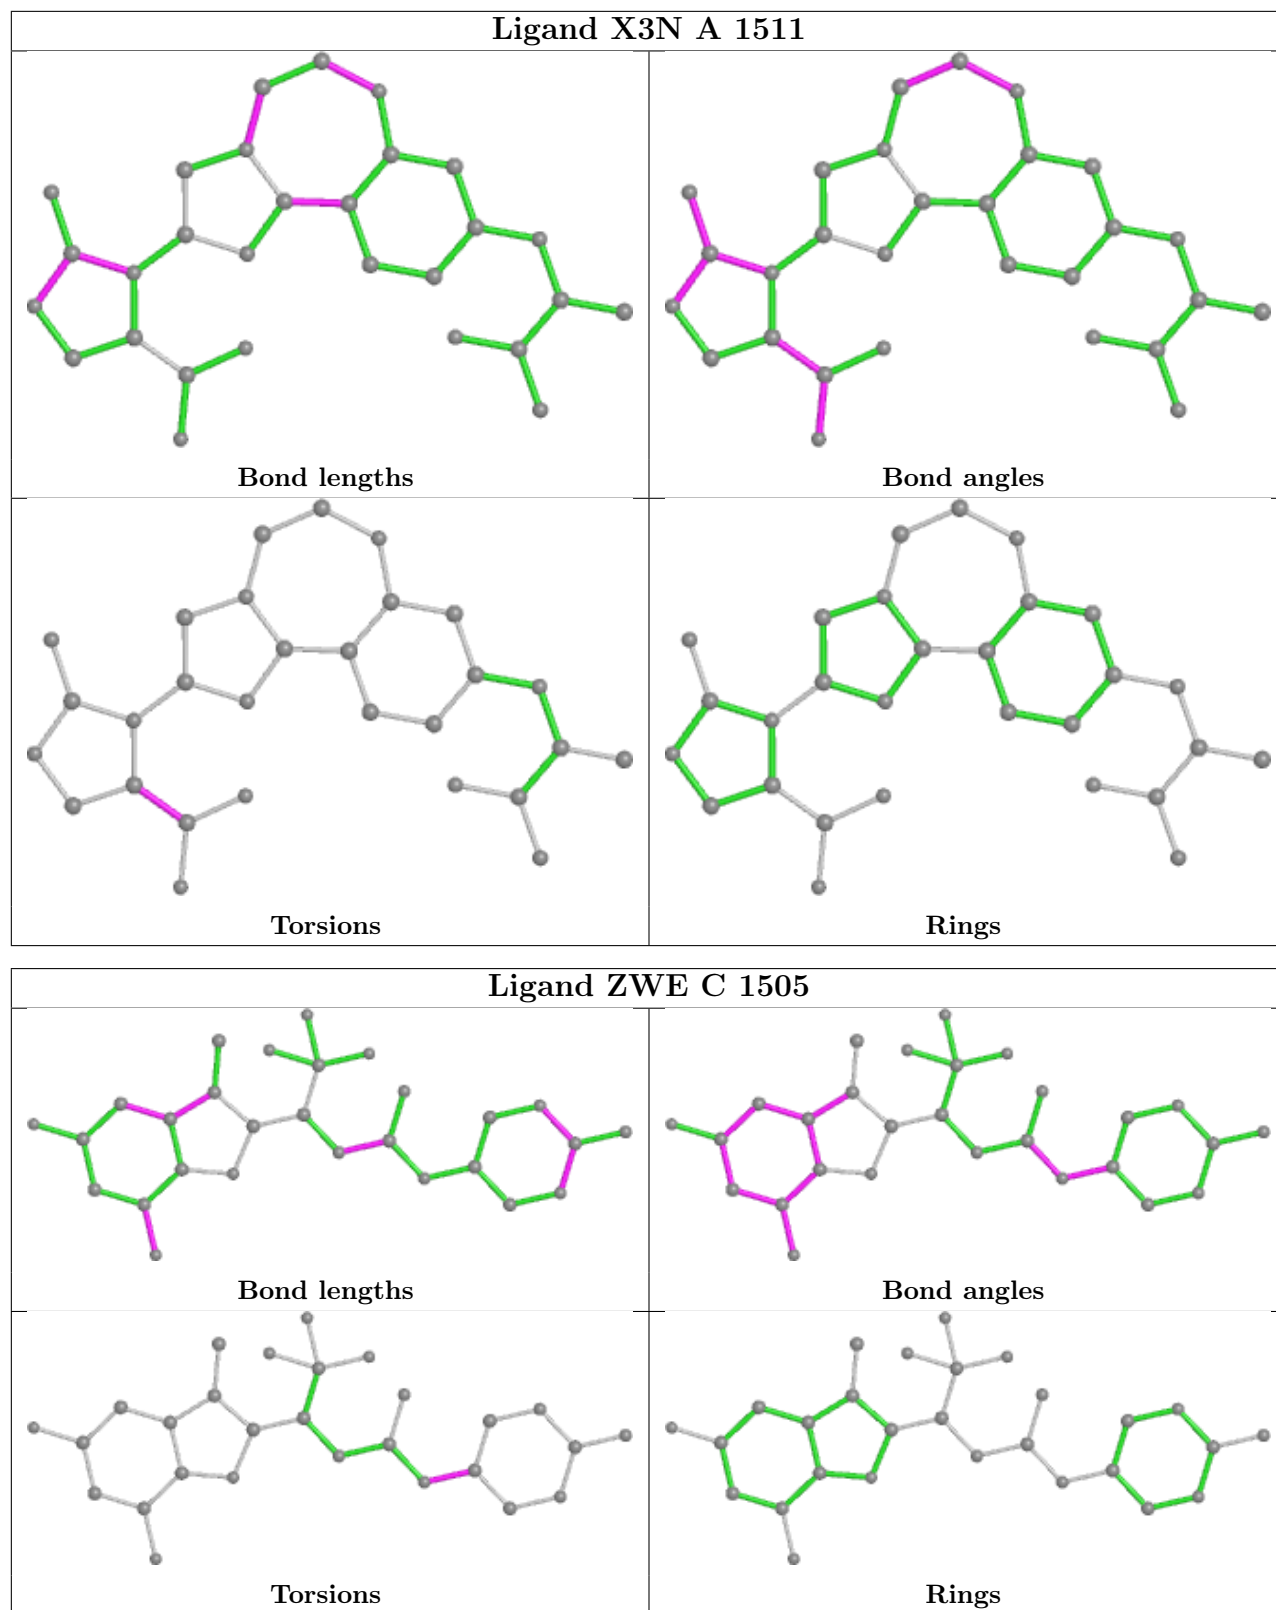 Ligand X3N A 1511
Bond lengths
Bond angles
Torsions
Rings
Ligand ZWE C 1505
Bond lengths
Bond angles
Torsions
Rings